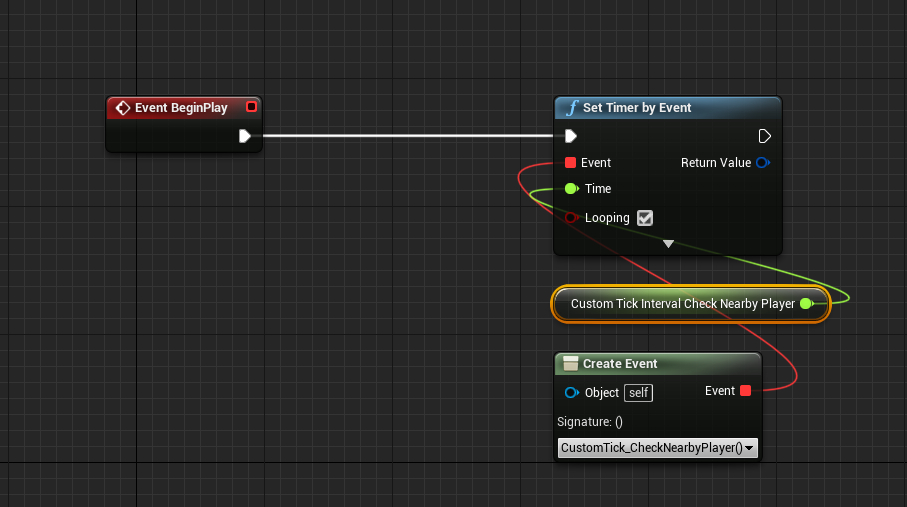 Event BeginPlay
Set Timer by Event
Event
Return Value
Time
Looping
Custom Tick Interval Check Nearby Player
Create Event
Object self
Event
Signature: ()
CustomTick_CheckNearbyPlayer()